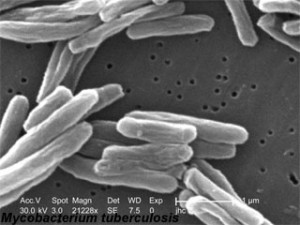 Acc.V Spot Magn Det WD Exp 1 µm
30.0 kV 3.0 21228x SE 7.5 0 jhc
Mycobacterium tuberculosis